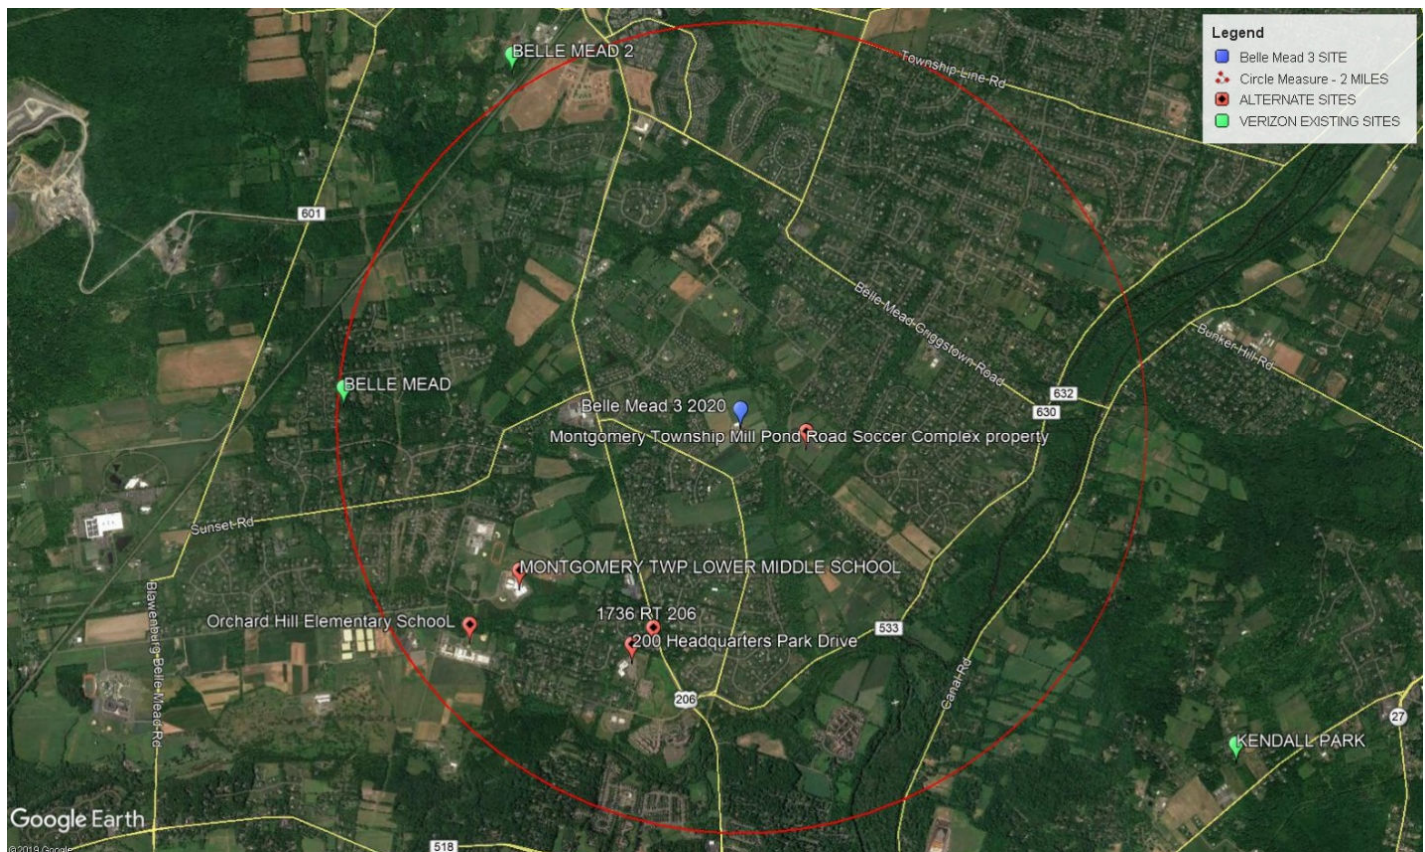 Legend
Belle Mead 3 SITE
Circle Measure - 2 MILES
ALTERNATE SITES
VERIZON EXISTING SITES
BELLE MEAD 2
Township Line Rd
601
Belle Mead Griggstown Road
Bunker Hill Rd
BELLE MEAD
632
630
Belle Mead 3 2020
Montgomery Township Mill Pond Road Soccer Complex property
Sunset Rd
MONTGOMERY TWP LOWER MIDDLE SCHOOL
Blawenburg Belle Mead Rd
Orchard Hill Elementary SchooL
1736 RT 206
533
200 Headquarters Park Drive
Canal Rd
206
27
KENDALL PARK
Google Earth
518
©2019 Google